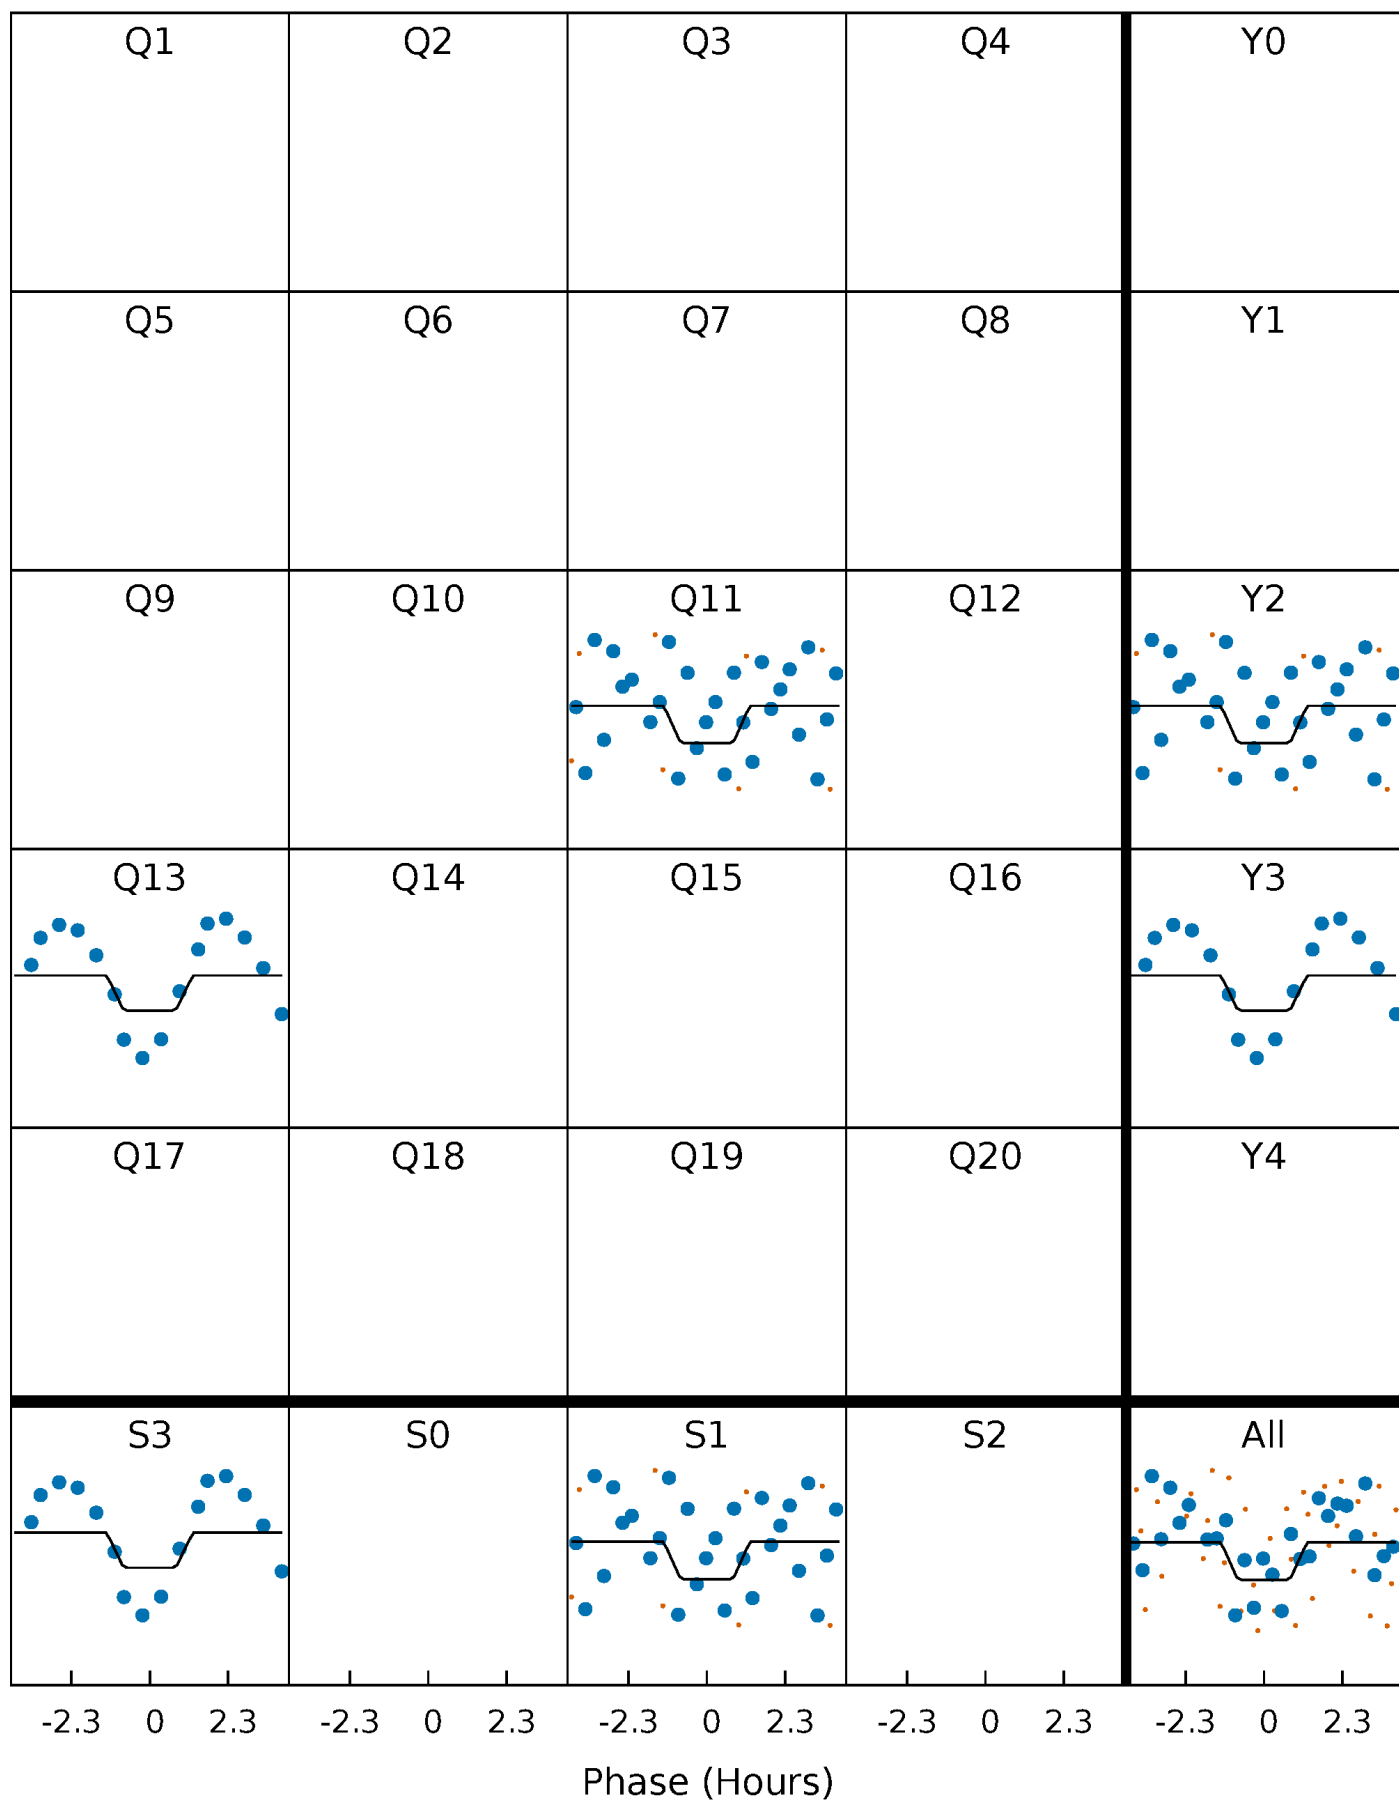 Q1 Q2 Q3 Q4 Y0
Q5 Q6 Q7 Q8 Y1
Q9 Q10 Q11 Q12 Y2
Q13 Q14 Q15 Q16 Y3
Q17 Q18 Q19 Q20 Y4
S3 S0 S1 S2 All
-2.3 0 2.3 -2.3 0 2.3 -2.3 0 2.3 -2.3 0 2.3 -2.3 0 2.3
Phase (Hours)